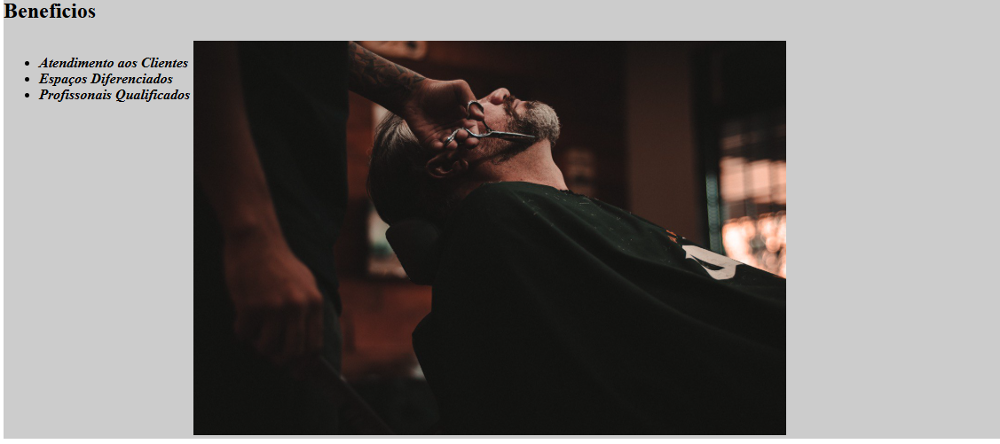 Beneficios
Atendimento aos Clientes
Espaços Diferenciados
Profissonais Qualificados